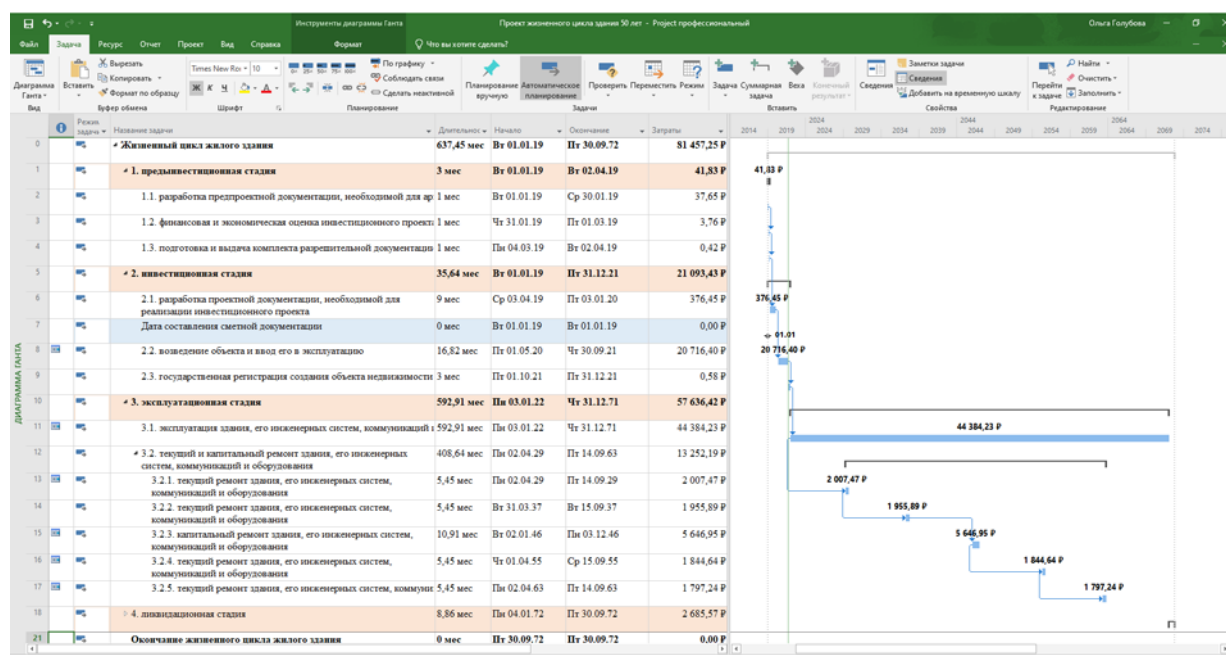 Инструменты диаграммы Ганта
Проект жизненного цикла здания 50 лет - Project профессиональный
Ольга Голубова
Файл Задача Ресурс Отчет Проект Вид Справка Формат Что вы хотите сделать?
Диаграмма Ганта
Вид
Вставить
Вырезать
Копировать
Формат по образцу
Буфер обмена
Times New Ro 10
Ж К Ч
Шрифт
По графику
Соблюдать связи
Сделать неактивной
Планирование
Планирование вручную
Автоматическое планирование
Проверить Переместить Режим
Задачи
Задача Суммарная задача Веха Конечный результат
Вставить
Сведения
Заметки задачи
Сведения
Добавить на временную шкалу
Свойства
Перейти к задаче
Найти
Очистить
Заполнить
Редактирование
Режим задачи Название задачи Длительнос Начало Окончание Затраты
2024 2044 2064
2014 2019 2024 2029 2034 2039 2044 2049 2054 2059 2064 2069 2074
0 Жизненный цикл жилого здания 637,45 мес Вт 01.01.19 Пт 30.09.72 81 457,25 ₽
1 1. предынвестиционная стадия 3 мес Вт 01.01.19 Вт 02.04.19 41,83 ₽
41,83 ₽
2 1.1. разработка предпроектной документации, необходимой для ар 1 мес Вт 01.01.19 Ср 30.01.19 37,65 ₽
3 1.2. финансовая и экономическая оценка инвестиционного проекта 1 мес Чт 31.01.19 Пт 01.03.19 3,76 ₽
4 1.3. подготовка и выдача комплекта разрешительной документации 1 мес Пн 04.03.19 Вт 02.04.19 0,42 ₽
5 2. инвестиционная стадия 35,64 мес Вт 01.01.19 Пт 31.12.21 21 093,43 ₽
6 2.1. разработка проектной документации, необходимой для 9 мес Ср 03.04.19 Пт 03.01.20 376,45 ₽
реализации инвестиционного проекта
376,45 ₽
7 Дата составления сметной документации 0 мес Вт 01.01.19 Вт 01.01.19 0,00 ₽
01.01
8 2.2. возведение объекта и ввод его в эксплуатацию 16,82 мес Пт 01.05.20 Чт 30.09.21 20 716,40 ₽
20 716,40 ₽
9 2.3. государственная регистрация создания объекта недвижимости 3 мес Пт 01.10.21 Пт 31.12.21 0,58 ₽
10 3. эксплуатационная стадия 592,91 мес Пн 03.01.22 Чт 31.12.71 57 636,42 ₽
11 3.1. эксплуатация здания, его инженерных систем, коммуникаций и 592,91 мес Пн 03.01.22 Чт 31.12.71 44 384,23 ₽
44 384,23 ₽
12 3.2. текущий и капитальный ремонт здания, его инженерных 408,64 мес Пн 02.04.29 Пт 14.09.63 13 252,19 ₽
систем, коммуникаций и оборудования
13 3.2.1. текущий ремонт здания, его инженерных систем, 5,45 мес Пн 02.04.29 Пт 14.09.29 2 007,47 ₽
коммуникаций и оборудования
2 007,47 ₽
14 3.2.2. текущий ремонт здания, его инженерных систем, 5,45 мес Вт 31.03.37 Вт 15.09.37 1 955,89 ₽
коммуникаций и оборудования
1 955,89 ₽
15 3.2.3. капитальный ремонт здания, его инженерных систем, 10,91 мес Вт 02.01.46 Пн 03.12.46 5 646,95 ₽
коммуникаций и оборудования
5 646,95 ₽
16 3.2.4. текущий ремонт здания, его инженерных систем, 5,45 мес Чт 01.04.55 Ср 15.09.55 1 844,64 ₽
коммуникаций и оборудования
1 844,64 ₽
17 3.2.5. текущий ремонт здания, его инженерных систем, коммуни 5,45 мес Пн 02.04.63 Пт 14.09.63 1 797,24 ₽
1 797,24 ₽
18 4. ликвидационная стадия 8,86 мес Пн 04.01.72 Пт 30.09.72 2 685,57 ₽
21 Окончание жизненного цикла жилого здания 0 мес Пт 30.09.72 Пт 30.09.72 0,00 ₽
ДИАГРАММА ГАНТА